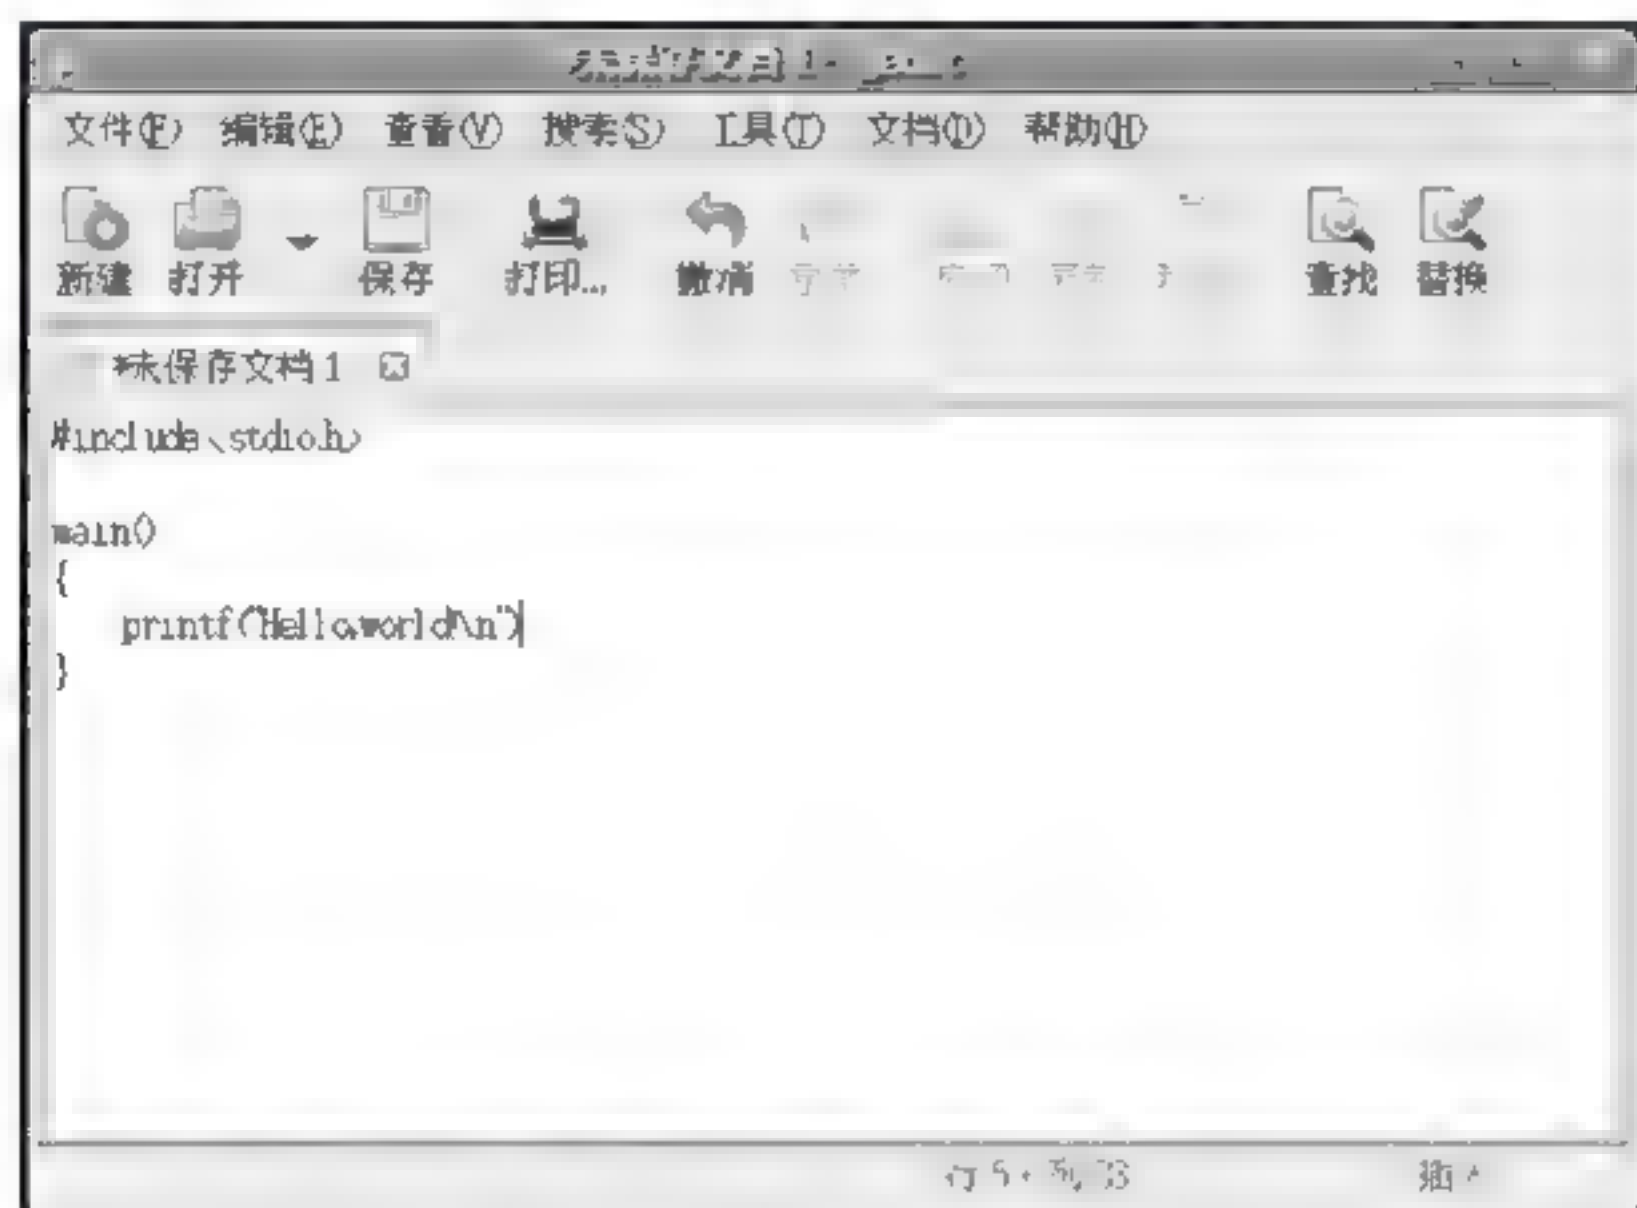 文件(F) 编辑(E) 查看(V) 搜索(S) 工具(T) 文档(D) 帮助(H)
新建 打开 保存 打印... 撤消 查找 替换
*未保存文档 1
#include<stdio.h>
main()
{
printf("Hello,world!\n")
}